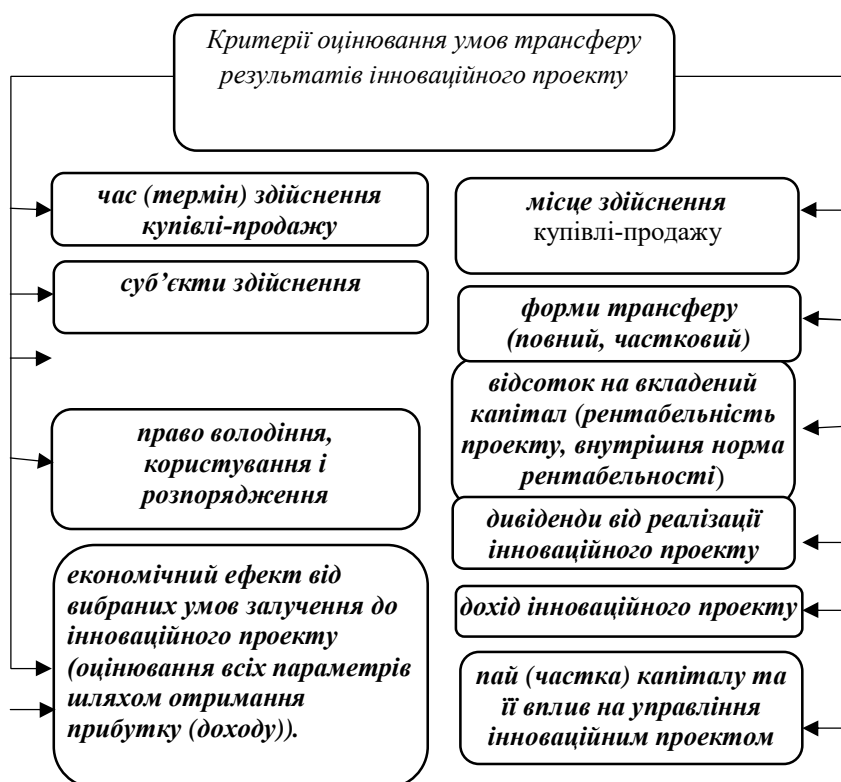 Критерії оцінювання умов трансферу
результатів інноваційного проекту
час (термін) здійснення
купівлі-продажу
суб’єкти здійснення
право володіння,
користування і
розпорядження
економічний ефект від
вибраних умов залучення до
інноваційного проекту
(оцінювання всіх параметрів
шляхом отримання
прибутку (доходу)).
місце здійснення
купівлі-продажу
форми трансферу
(повний, частковий)
відсоток на вкладений
капітал (рентабельність
проекту, внутрішня норма
рентабельності)
дивіденди від реалізації
інноваційного проекту
дохід інноваційного проекту
пай (частка) капіталу та
її вплив на управління
інноваційним проектом